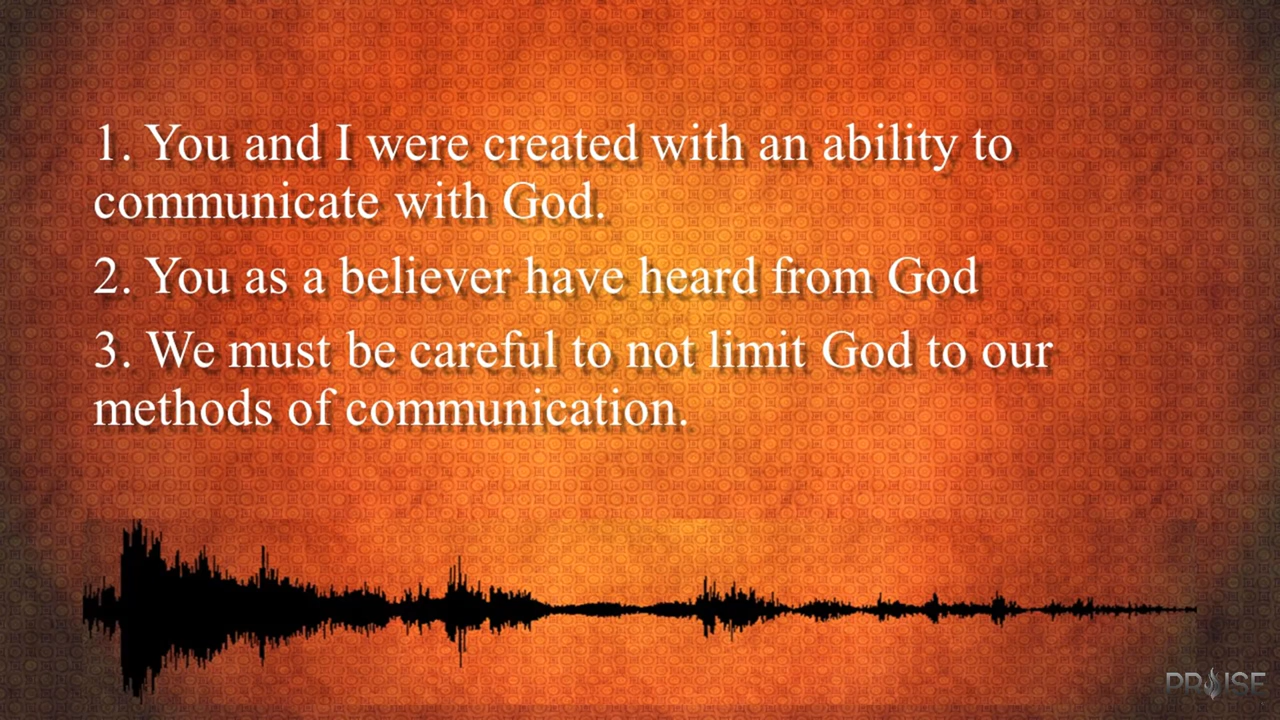 1. You and I were created with an ability to
communicate with God.
2. You as a believer have heard from God
3. We must be careful to not limit God to our
methods of communication.
PRAISE